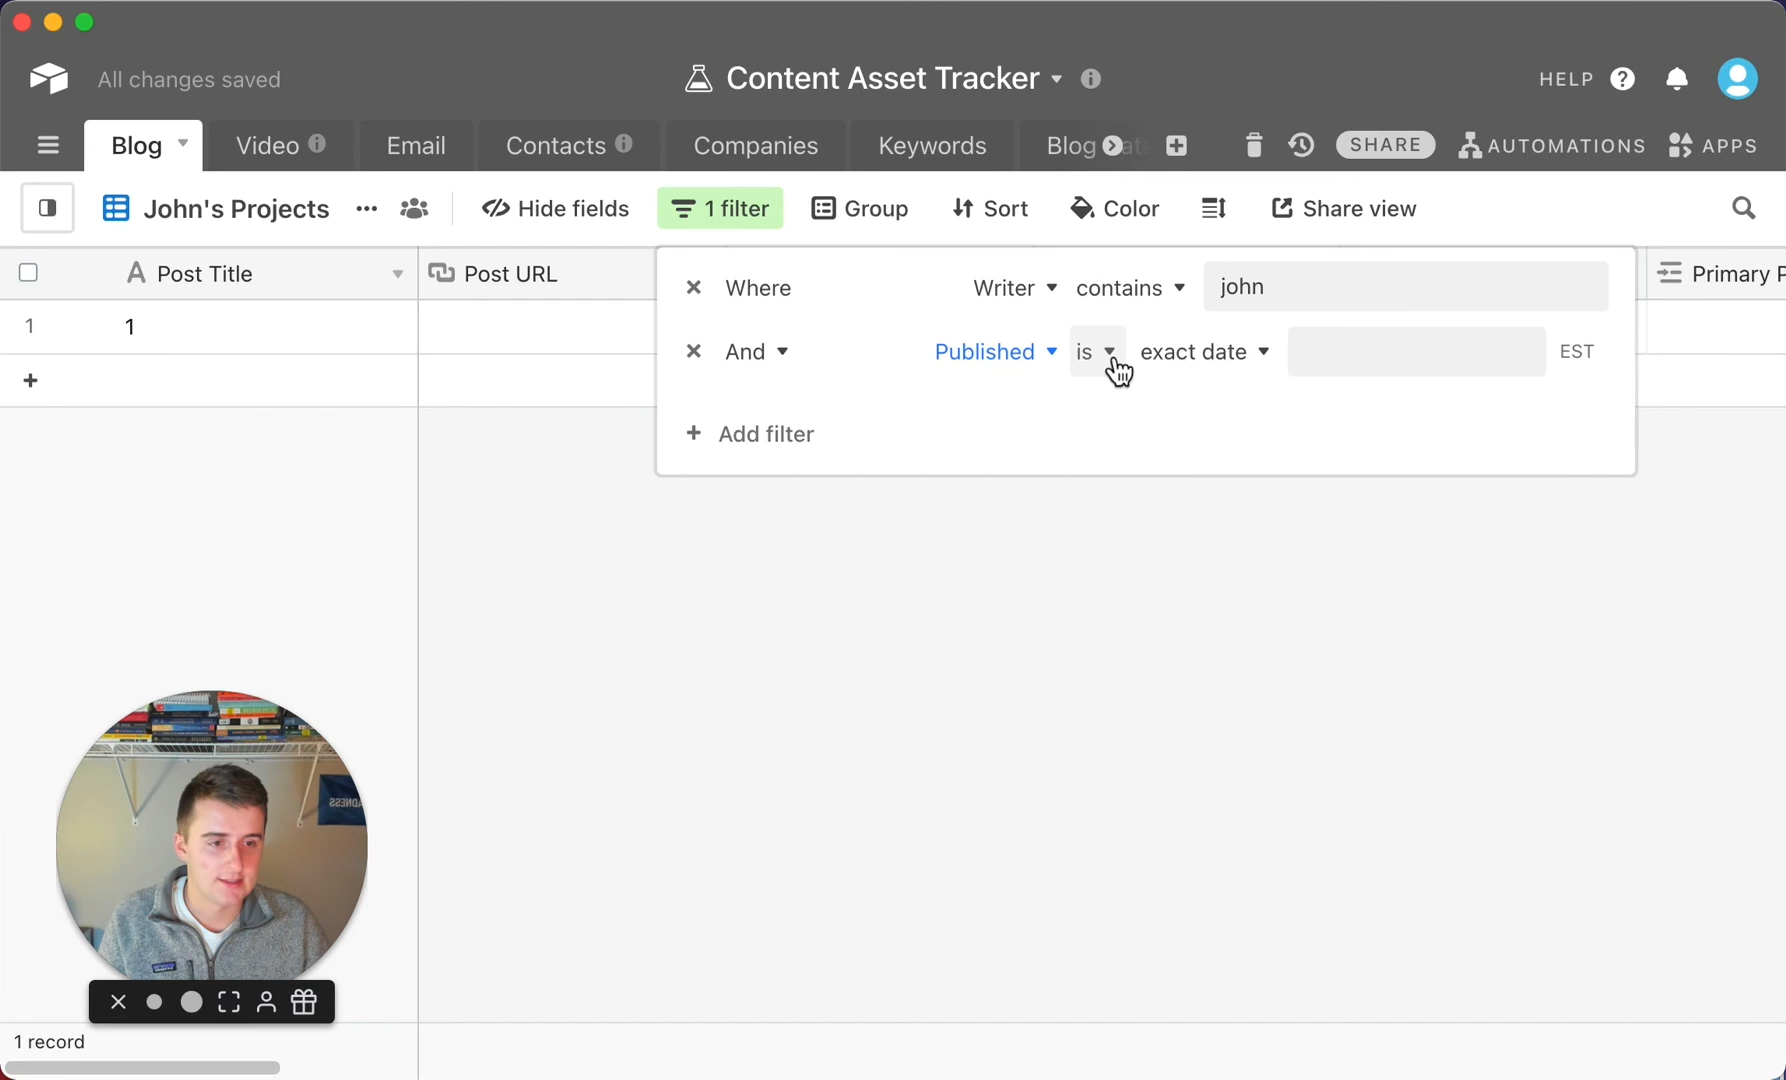 All changes saved
Content Asset Tracker
HELP
Blog
Video
Email
Contacts
Companies
Keywords
Blog
SHARE
AUTOMATIONS
APPS
John's Projects
Hide fields
1 filter
Group
Sort
Color
Share view
Post Title
Post URL
Primary P
Where
Writer
contains
john
And
Published
is
exact date
EST
Add filter
1
1
1 record